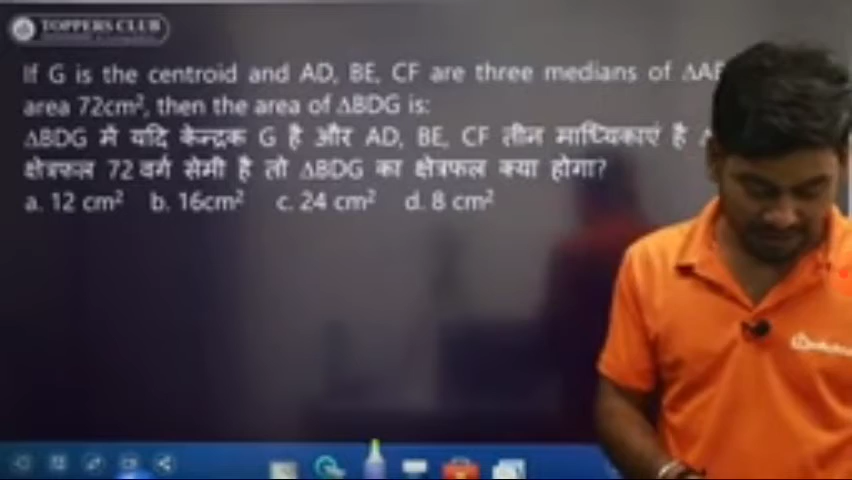 TOPPERS CLUB
If G is the centroid and AD, BE, CF are three medians of ΔAB
area 72cm², then the area of ΔBDG is:
ΔBDG में यदि केन्द्रक G है और AD, BE, CF तीन माध्यिकाएं है
क्षेत्रफल 72 वर्ग सेमी है तो ΔBDG का क्षेत्रफल क्या होगा?
a. 12 cm² b. 16cm² c. 24 cm² d. 8 cm²